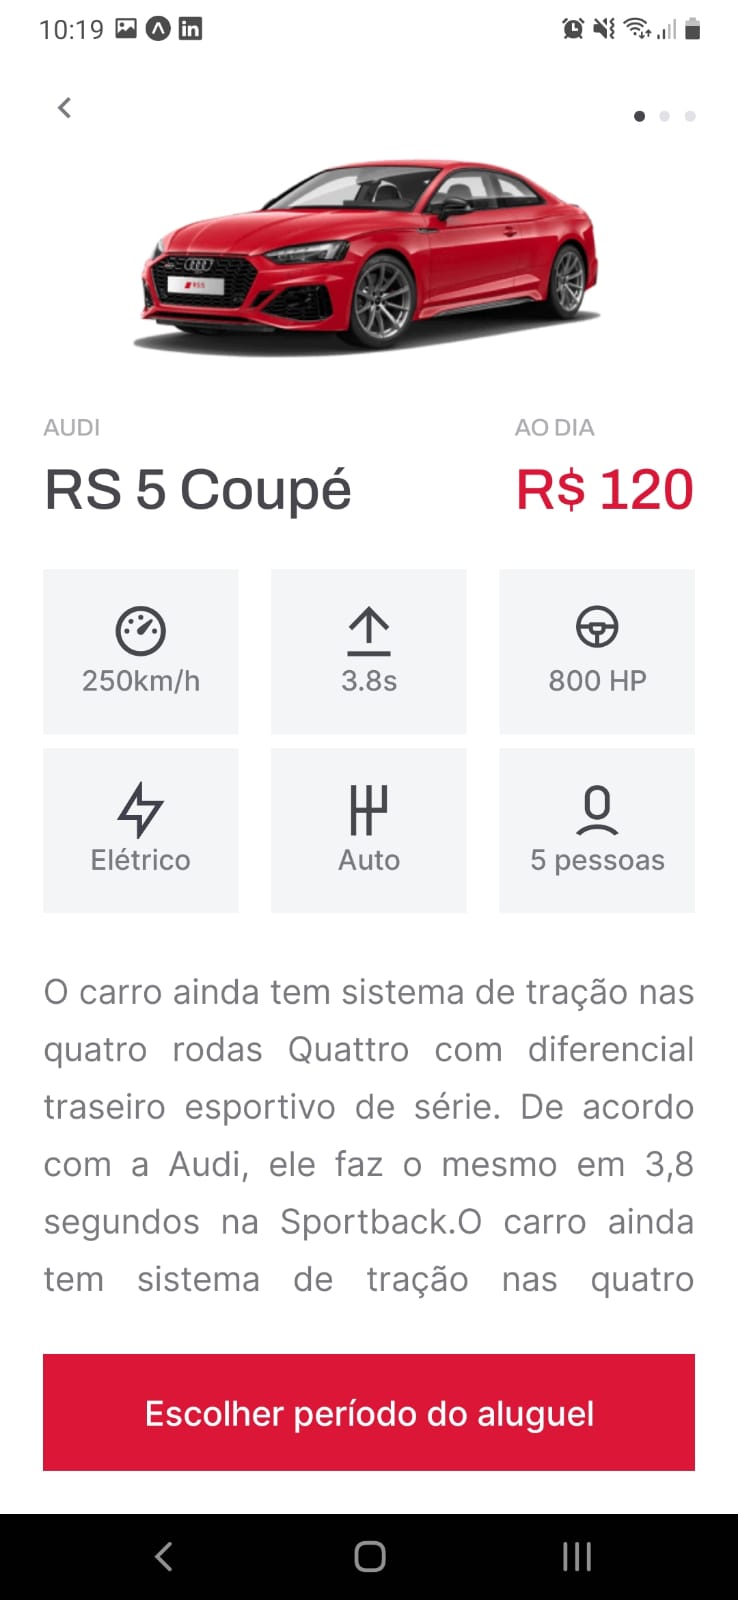 10:19
RS5
AUDI
AO DIA
RS 5 Coupé
R$ 120
250km/h
3.8s
800 HP
Elétrico
Auto
5 pessoas
O carro ainda tem sistema de tração nas
quatro rodas Quattro com diferencial
traseiro esportivo de série. De acordo
com a Audi, ele faz o mesmo em 3,8
segundos na Sportback.O carro ainda
tem sistema de tração nas quatro
Escolher período do aluguel